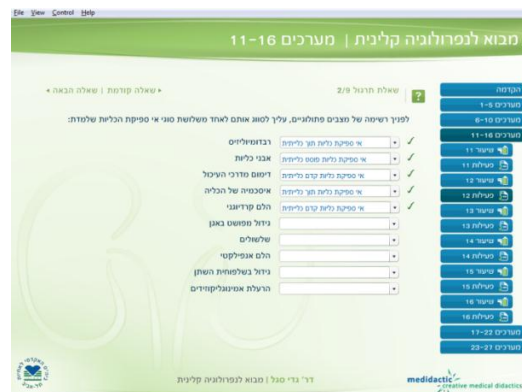 File View Control Help
מבוא לנפרולוגיה קלינית | מערכים 11-16
שאלת תרגול 2/9
שאלה קודמת | שאלה הבאה
לפניך רשימה של מצבים פתולוגיים, עליך לסווג אותם לאחד משלושת סוגי אי ספיקת הכליות שלמדת:
רבדומיוליזיס אי ספיקת כליות תוך כלייתית
אבני כליות אי ספיקת כליות פוסט כלייתית
דימום מדרכי העיכול אי ספיקת כליות קדם כלייתית
איסכמיה של הכליה אי ספיקת כליות תוך כלייתית
הלם קרדיוגני אי ספיקת כליות קדם כלייתית
גידול מפושט באגן
שלשולים
הלם אנפילקטי
גידול בשלפוחית השתן
הרעלת אמינוגליקוזידים
הקדמה
מערכים 1-5
מערכים 6-10
מערכים 11-16
שיעור 11
פעילות 11
שיעור 12
פעילות 12
שיעור 13
פעילות 13
שיעור 14
פעילות 14
שיעור 15
פעילות 15
שיעור 16
פעילות 16
מערכים 17-22
מערכים 23-27
דר' גדי סגל | מבוא לנפרולוגיה קלינית
medidactic
creative medical didactics